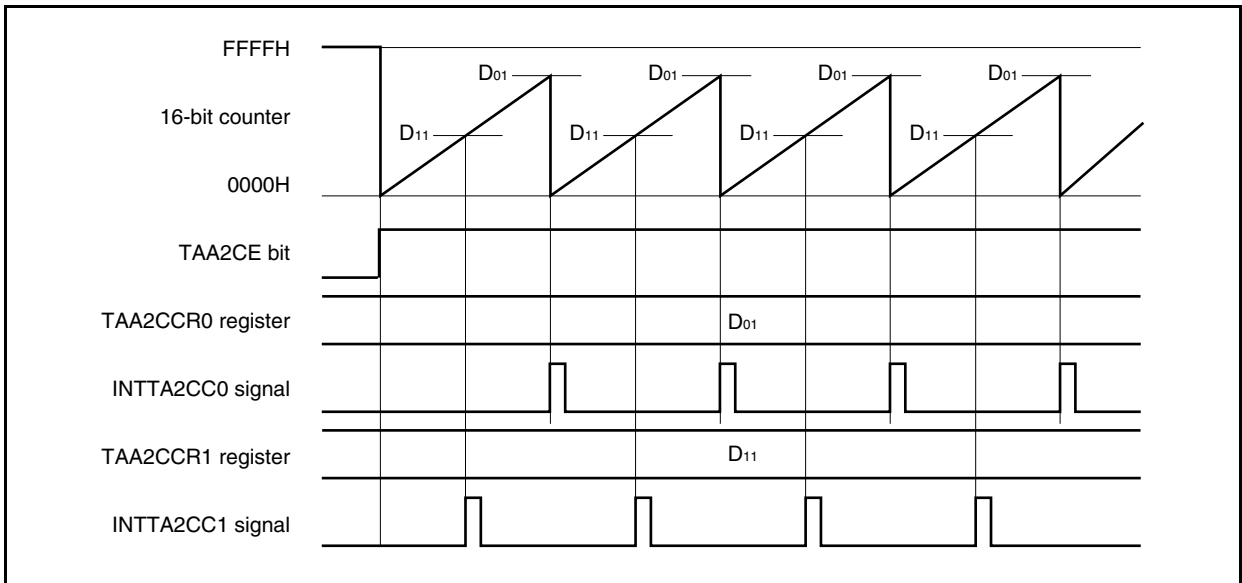 FFFFH
D01 D01 D01 D01
16-bit counter
D11 D11 D11 D11
0000H
TAA2CE bit
TAA2CCR0 register
D01
INTTA2CC0 signal
TAA2CCR1 register
D11
INTTA2CC1 signal